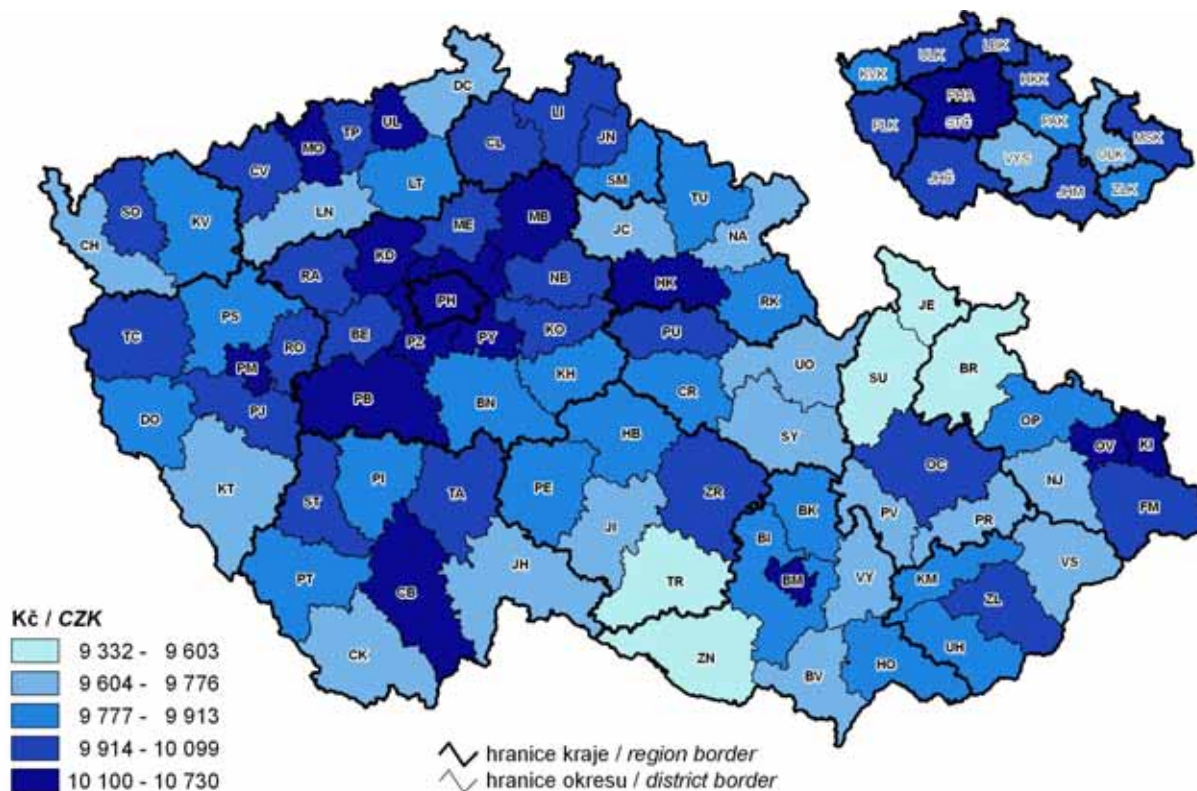 DC
UL
TP
MO
CV
LT
LN
CL
LI
JN
SM
TU
JC
NA
SO
KV
CH
ME
MB
KD
RA
NB
HK
RK
PH
BE
PZ
PY
KO
PU
TC
PS
RO
PM
PJ
DO
PB
BN
KH
CR
UO
SY
JE
SU
BR
OP
OV
KI
OC
NJ
FM
KT
ST
PI
TA
PE
HB
ZR
BK
PV
PR
JI
BI
BM
VY
KM
VS
ZL
PT
CB
JH
TR
CK
ZN
BV
HO
UH
KVK
ULK
LBK
HKK
PHA
STČ
PLK
PAK
VYS
OLK
MSK
JHČ
JHM
ZLK
Kč / CZK
9 332 - 9 603
9 604 - 9 776
9 777 - 9 913
9 914 - 10 099
10 100 - 10 730
hranice kraje / region border
hranice okresu / district border